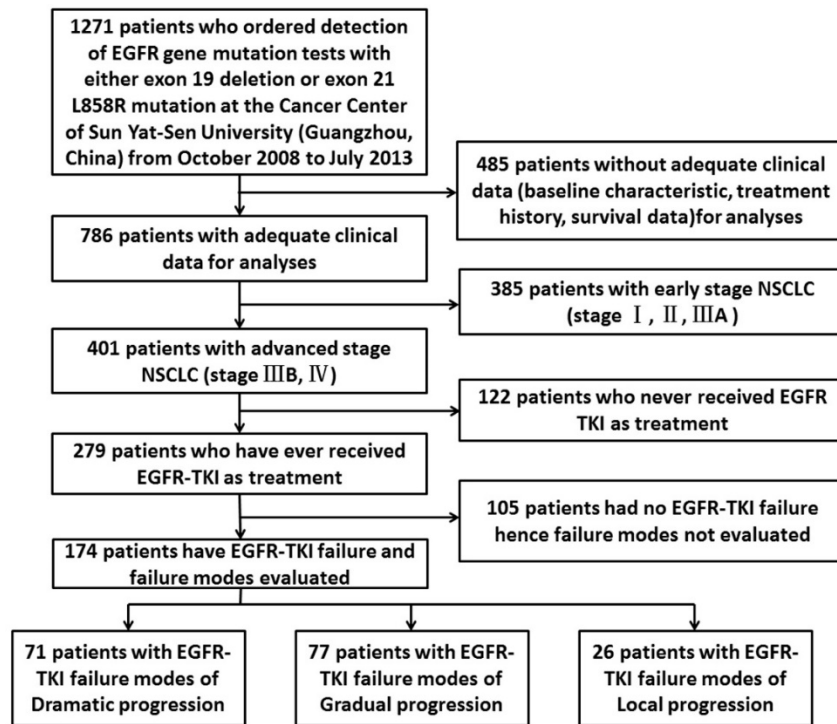 1271 patients who ordered detection
of EGFR gene mutation tests with
either exon 19 deletion or exon 21
L858R mutation at the Cancer Center
of Sun Yat-Sen University (Guangzhou,
China) from October 2008 to July 2013
485 patients without adequate clinical
data (baseline characteristic, treatment
history, survival data)for analyses
786 patients with adequate clinical
data for analyses
385 patients with early stage NSCLC
(stage Ⅰ, Ⅱ, ⅢA )
401 patients with advanced stage
NSCLC (stage ⅢB, Ⅳ)
122 patients who never received EGFR
TKI as treatment
279 patients who have ever received
EGFR-TKI as treatment
105 patients had no EGFR-TKI failure
hence failure modes not evaluated
174 patients have EGFR-TKI failure and
failure modes evaluated
71 patients with EGFR-
TKI failure modes of
Dramatic progression
77 patients with EGFR-
TKI failure modes of
Gradual progression
26 patients with EGFR-
TKI failure modes of
Local progression